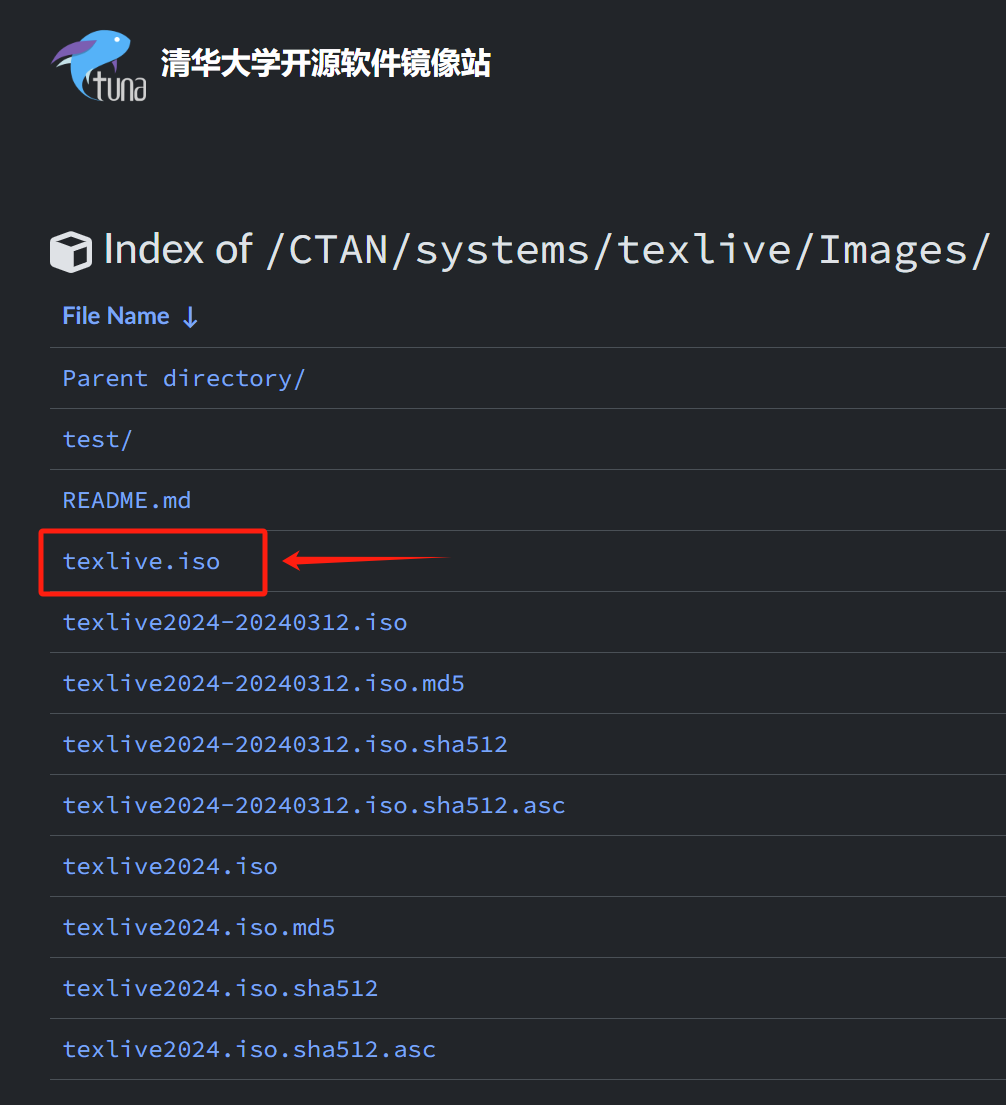 tuna
清华大学开源软件镜像站
Index of /CTAN/systems/texlive/Images/
File Name ↓
Parent directory/
test/
README.md
texlive.iso
texlive2024-20240312.iso
texlive2024-20240312.iso.md5
texlive2024-20240312.iso.sha512
texlive2024-20240312.iso.sha512.asc
texlive2024.iso
texlive2024.iso.md5
texlive2024.iso.sha512
texlive2024.iso.sha512.asc